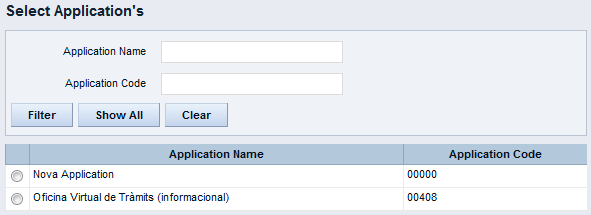 Select Application's
Application Name
Application Code
Filter Show All Clear
Application Name Application Code
Nova Application 00000
Oficina Virtual de Tràmits (informacional) 00408